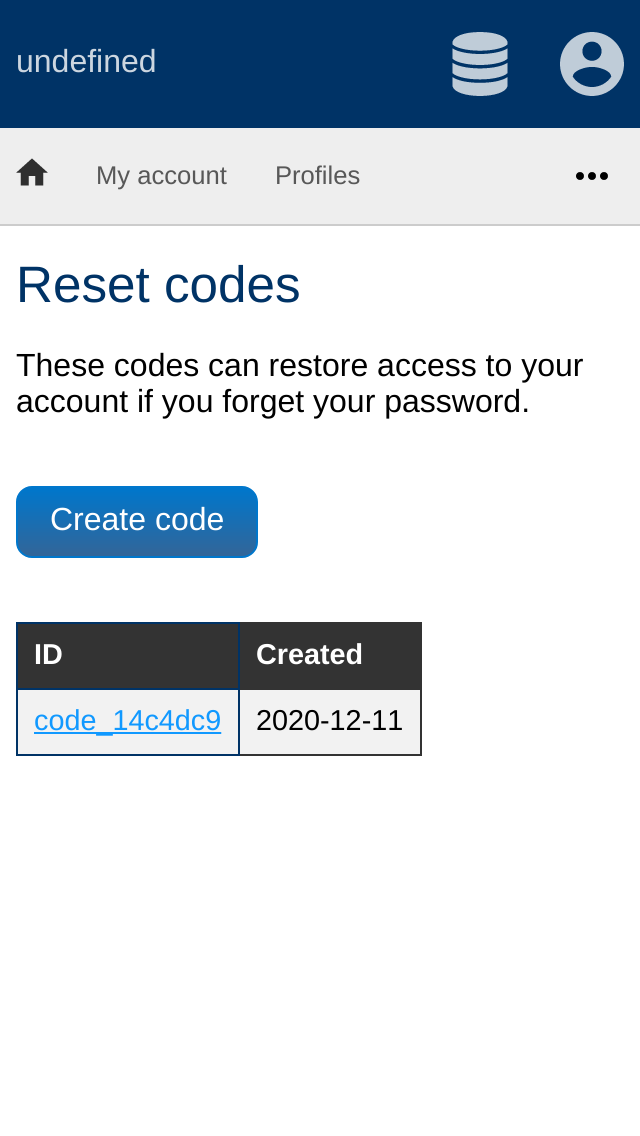 undefined
My account Profiles
Reset codes
These codes can restore access to your
account if you forget your password.
Create code
ID Created
code_14c4dc9 2020-12-11